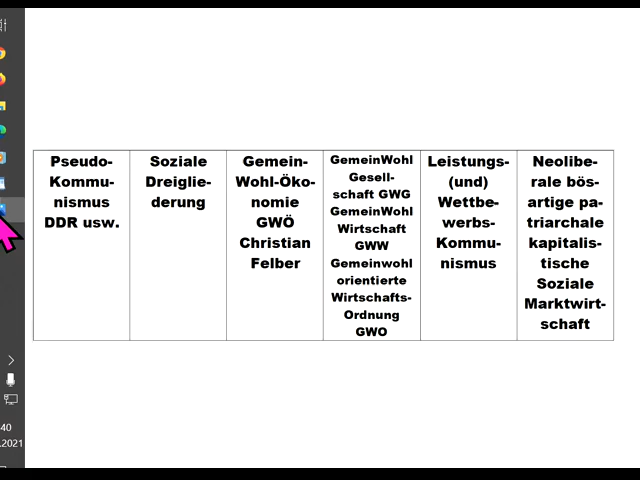 Pseudo-
Kommu-
nismus
DDR usw.
Soziale
Dreiglie-
derung
Gemein-
Wohl-Öko-
nomie
GWÖ
Christian
Felber
GemeinWohl
Gesell-
schaft GWG
GemeinWohl
Wirtschaft
GWW
Gemeinwohl
orientierte
Wirtschafts-
Ordnung
GWO
Leistungs-
(und)
Wettbe-
werbs-
Kommu-
nismus
Neolibe-
rale bös-
artige pa-
triarchale
kapitalis-
tische
Soziale
Marktwirt-
schaft
40
.2021